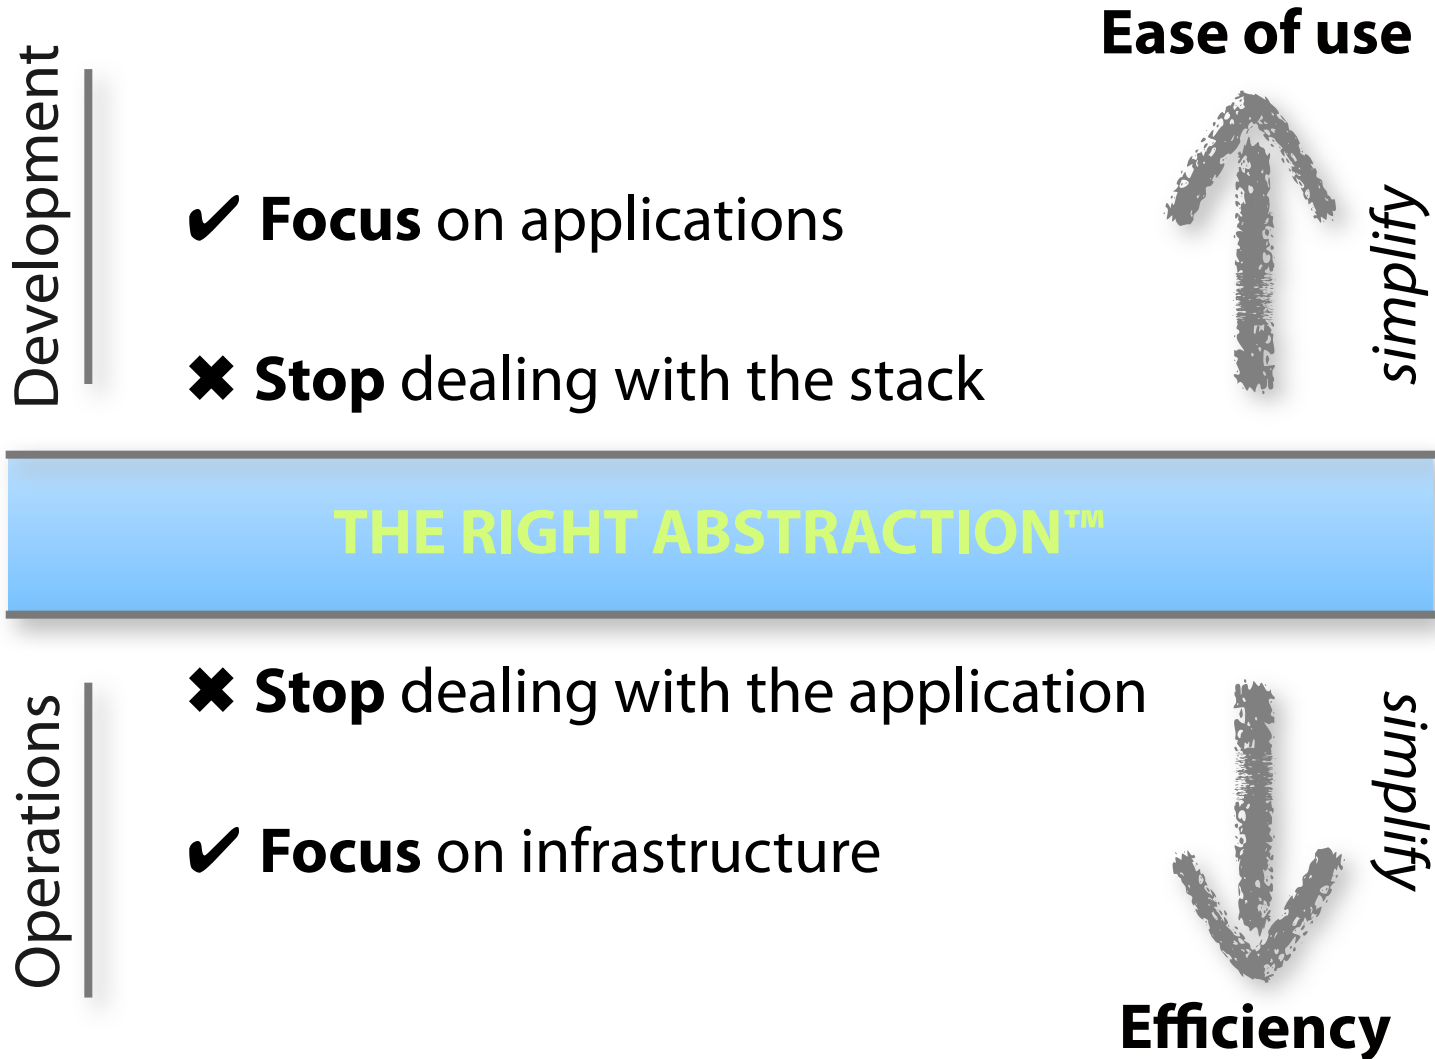 Ease of use
Development
✔ Focus on applications
simplify
✖ Stop dealing with the stack
THE RIGHT ABSTRACTION™
✖ Stop dealing with the application
Operations
simplify
✔ Focus on infrastructure
Efficiency